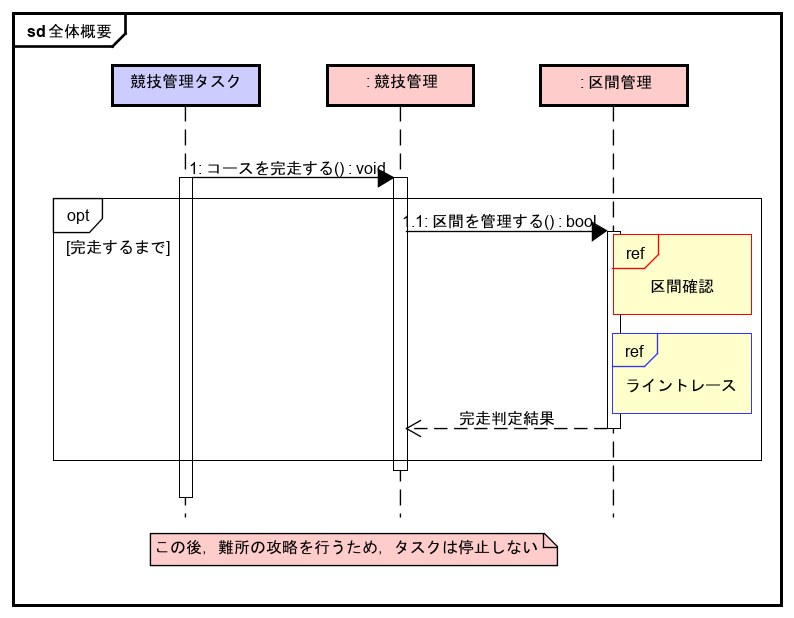 sd 全体概要
競技管理タスク
: 競技管理
: 区間管理
1: コースを完走する() : void
opt
1.1: 区間を管理する() : bool
[完走するまで]
ref
区間確認
ref
ライントレース
完走判定結果
この後，難所の攻略を行うため，タスクは停止しない